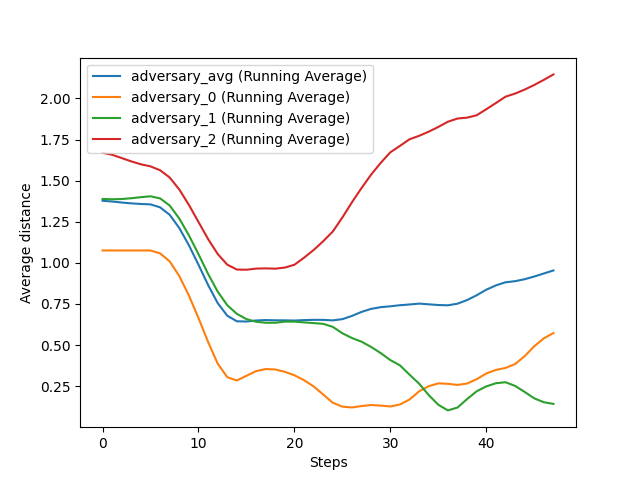 adversary_avg (Running Average)
adversary_0 (Running Average)
adversary_1 (Running Average)
adversary_2 (Running Average)
2.00
1.75
1.50
1.25
1.00
0.75
0.50
0.25
Average distance
0 10 20 30 40
Steps